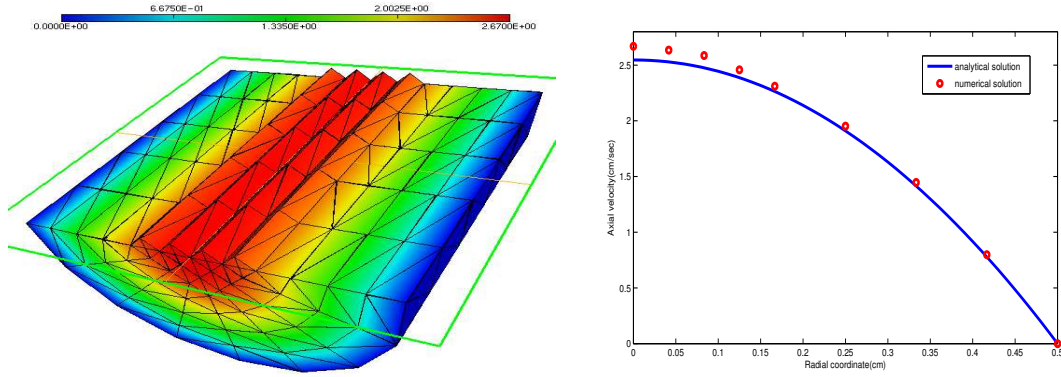 6.6750E-01 2.0025E+00
0.0000E+00 1.3350E+00 2.6700E+00
analytical solution
numerical solution
2.5
2
1.5
1
0.5
0
0 0.05 0.1 0.15 0.2 0.25 0.3 0.35 0.4 0.45 0.5
Axial velocity(cm/sec)
Radial coordinate(cm)